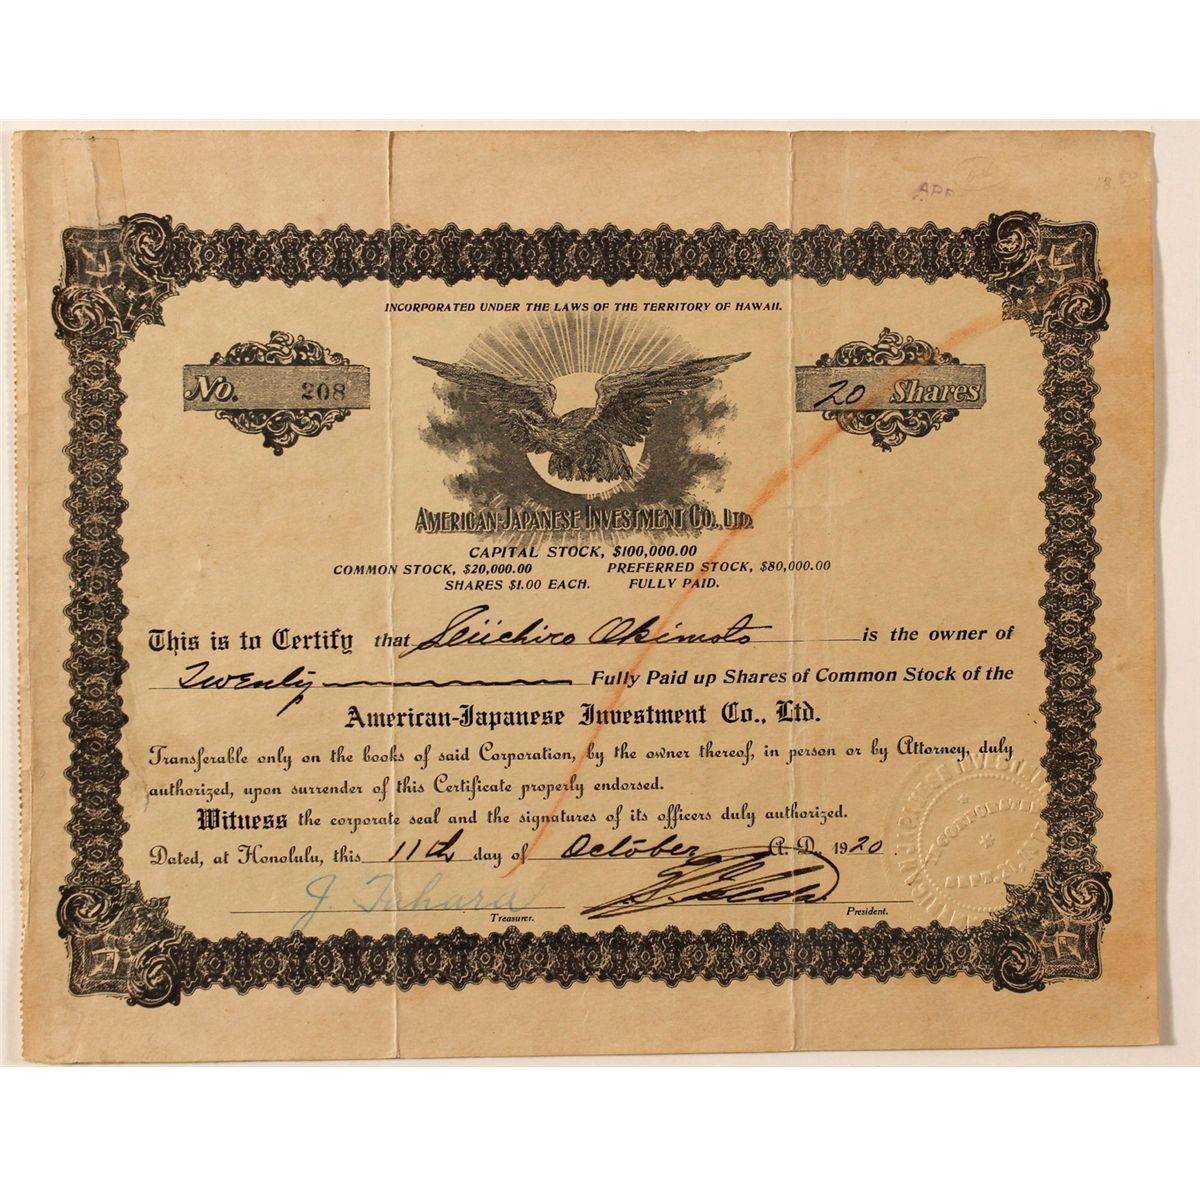 APP
INCORPORATED UNDER THE LAWS OF THE TERRITORY OF HAWAII.
No. 208
20 Shares
AMERICAN-JAPANESE INVESTMENT CO., LTD.
CAPITAL STOCK, $100,000.00
COMMON STOCK, $20,000.00 PREFERRED STOCK, $80,000.00
SHARES $1.00 EACH. FULLY PAID.
This is to Certify that Seiichiro Okimoto is the owner of
Twenty Fully Paid up Shares of Common Stock of the
American-Japanese Investment Co., Ltd.
Transferable only on the books of said Corporation, by the owner thereof, in person or by Attorney, duly
authorized, upon surrender of this Certificate properly endorsed.
Witness the corporate seal and the signatures of its officers duly authorized.
Dated, at Honolulu, this 11th day of October A. D. 1920.
J. Tahara
Treasurer. President.
JAPANESE INVESTMENT
INCORPORATED
SEPT. 21,